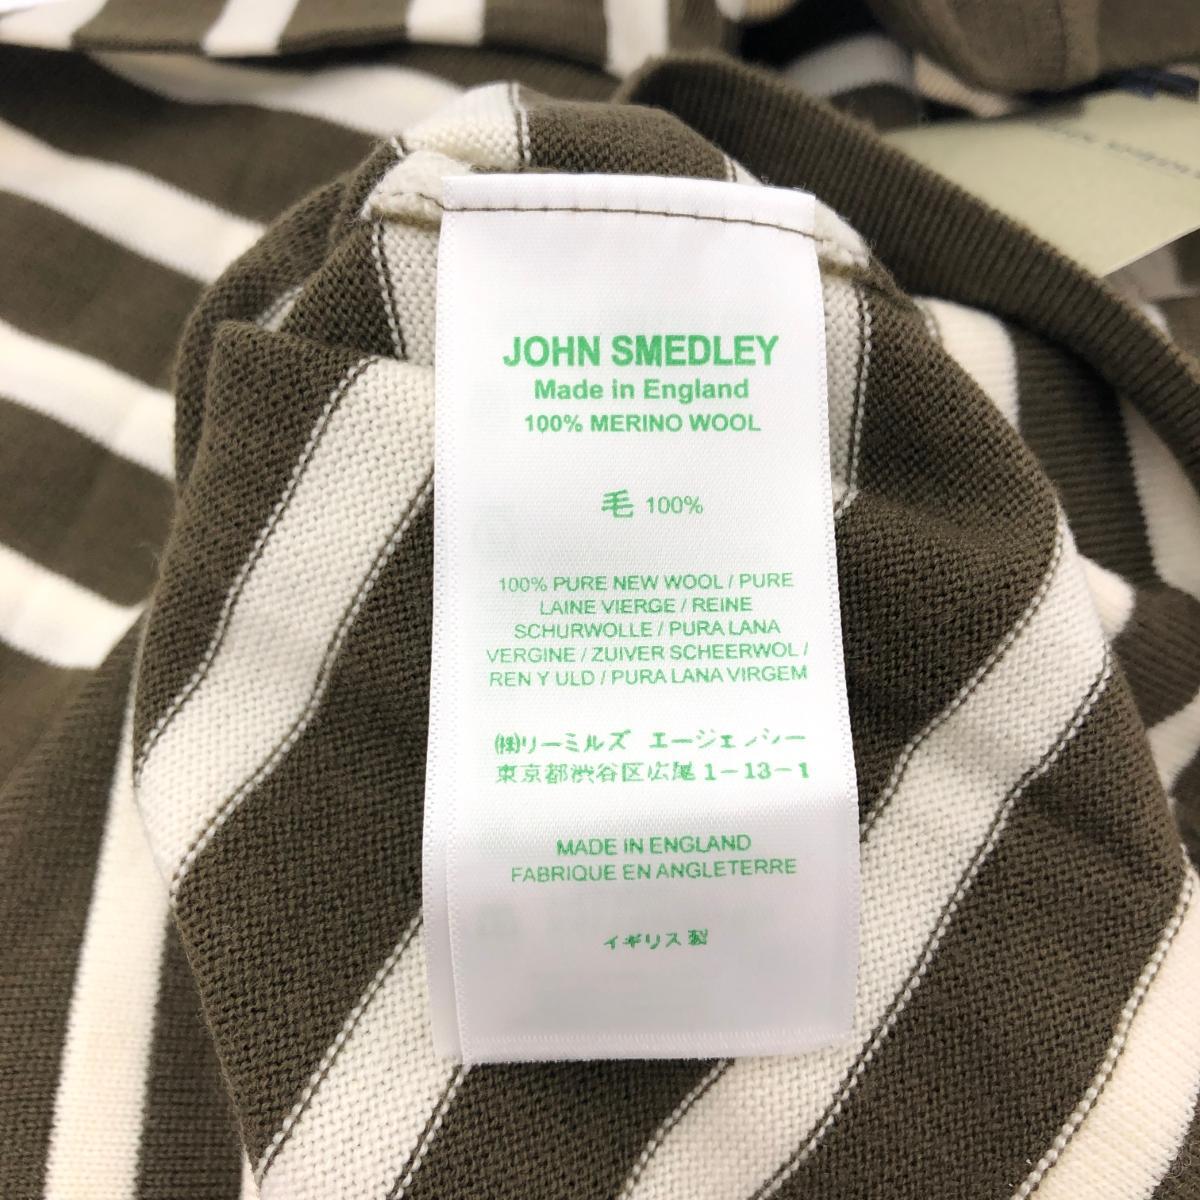 JOHN SMEDLEY
Made in England
100% MERINO WOOL
毛 100%
100% PURE NEW WOOL / PURE
LAINE VIERGE / REINE
SCHURWOLLE / PURA LANA
VERGINE / ZUIVER SCHEERWOL /
REN Y ULD / PURA LANA VIRGEM
㈱リーミルズ エージェンシー
東京都渋谷区広尾1-13-1
MADE IN ENGLAND
FABRIQUE EN ANGLETERRE
イギリス製